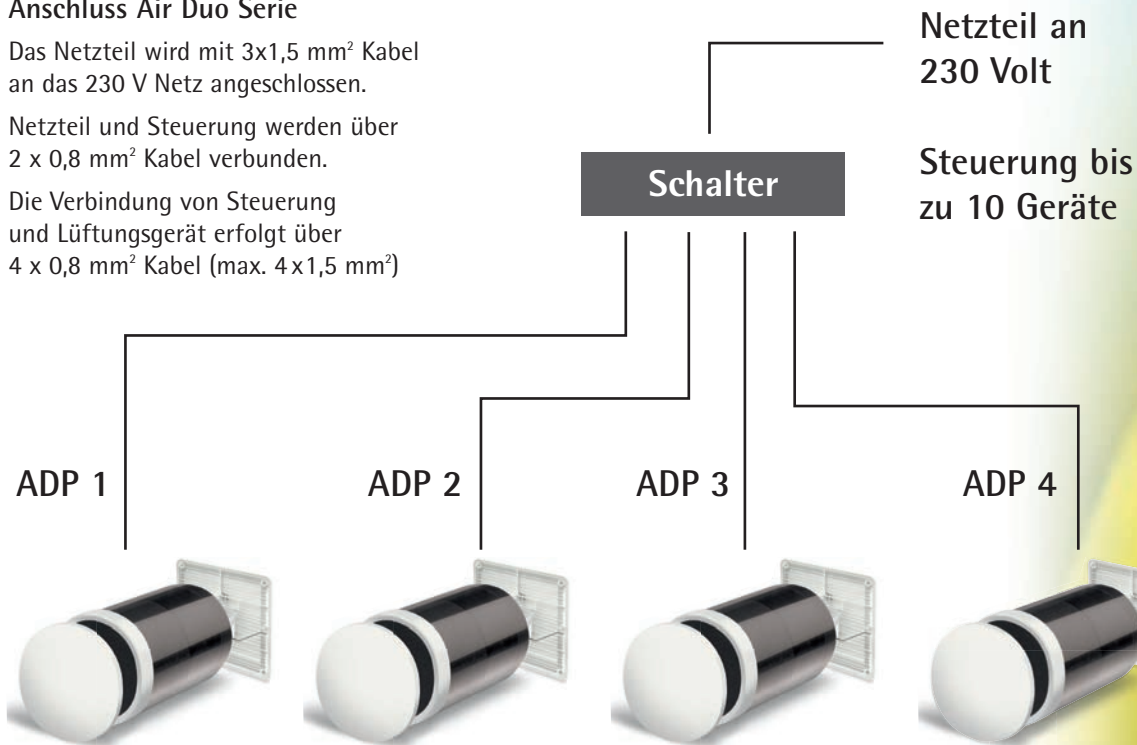 Anschluss Air Duo Serie
Das Netzteil wird mit 3x1,5 mm² Kabel
an das 230 V Netz angeschlossen.
Netzteil und Steuerung werden über
2 x 0,8 mm² Kabel verbunden.
Die Verbindung von Steuerung
und Lüftungsgerät erfolgt über
4 x 0,8 mm² Kabel (max. 4x1,5 mm²)
Netzteil an
230 Volt
Steuerung bis
zu 10 Geräte
Schalter
ADP 1
ADP 2
ADP 3
ADP 4